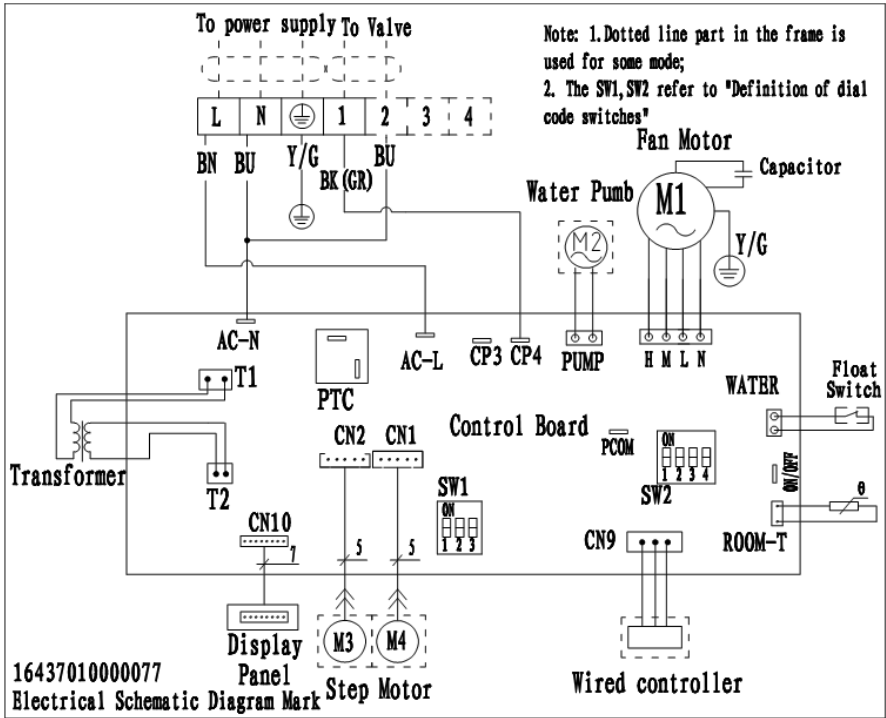 To power supply To Valve
Note: 1.Dotted line part in the frame is
used for some mode;
2. The SW1,SW2 refer to "Definition of dial
code switches"
L N 1 2 3 4
BN BU Y/G BK(GR) BU
Fan Motor
Capacitor
Water Pumb
M1
M2
Y/G
AC-N
PTC
AC-L
CP3 CP4
PUMP
H M L N
T1
WATER
Float
Switch
CN2 CN1
Control Board
PCOM
ON
1 2 3 4
SW2
ON/OFF
Transformer
T2
SW1
ON
1 2 3
θ
CN10
7
5
5
CN9
ROOM-T
Display
Panel
M3 M4
Step Motor
Wired controller
16437010000077
Electrical Schematic Diagram Mark